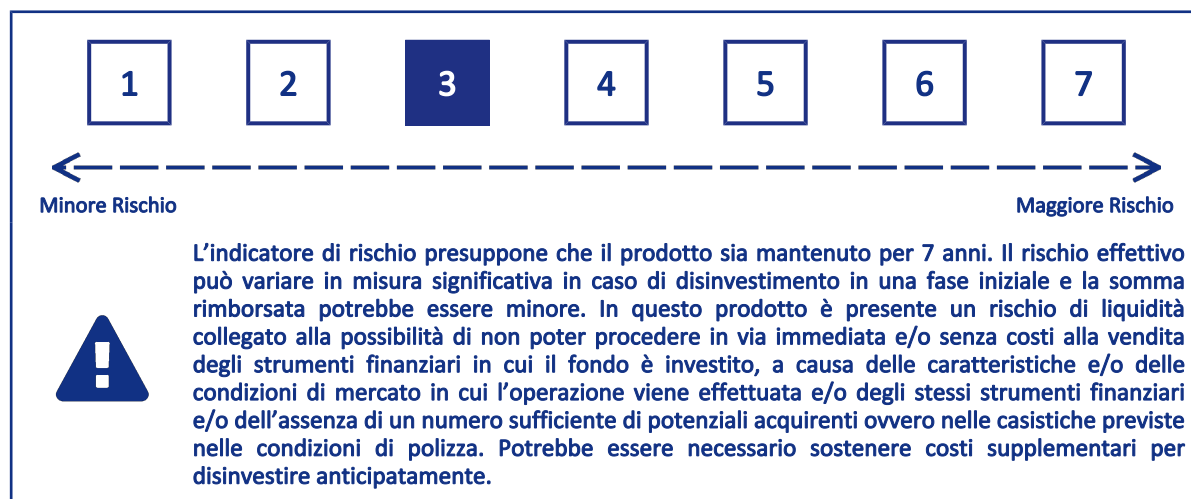 1 2 3 4 5 6 7
Minore Rischio Maggiore Rischio
L'indicatore di rischio presuppone che il prodotto sia mantenuto per 7 anni. Il rischio effettivo
può variare in misura significativa in caso di disinvestimento in una fase iniziale e la somma
rimborsata potrebbe essere minore. In questo prodotto è presente un rischio di liquidità
collegato alla possibilità di non poter procedere in via immediata e/o senza costi alla vendita
degli strumenti finanziari in cui il fondo è investito, a causa delle caratteristiche e/o delle
condizioni di mercato in cui l'operazione viene effettuata e/o degli stessi strumenti finanziari
e/o dell'assenza di un numero sufficiente di potenziali acquirenti ovvero nelle casistiche previste
nelle condizioni di polizza. Potrebbe essere necessario sostenere costi supplementari per
disinvestire anticipatamente.